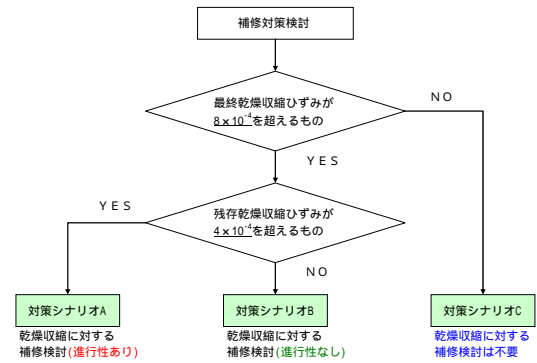 補修対策検討
最終乾燥収縮ひずみが
8×10⁻⁴を超えるもの
NO
YES
YES
残存乾燥収縮ひずみが
4×10⁻⁴を超えるもの
NO
対策シナリオA
対策シナリオB
対策シナリオC
乾燥収縮に対する
補修検討(進行性あり)
乾燥収縮に対する
補修検討(進行性なし)
乾燥収縮に対する
補修検討は不要